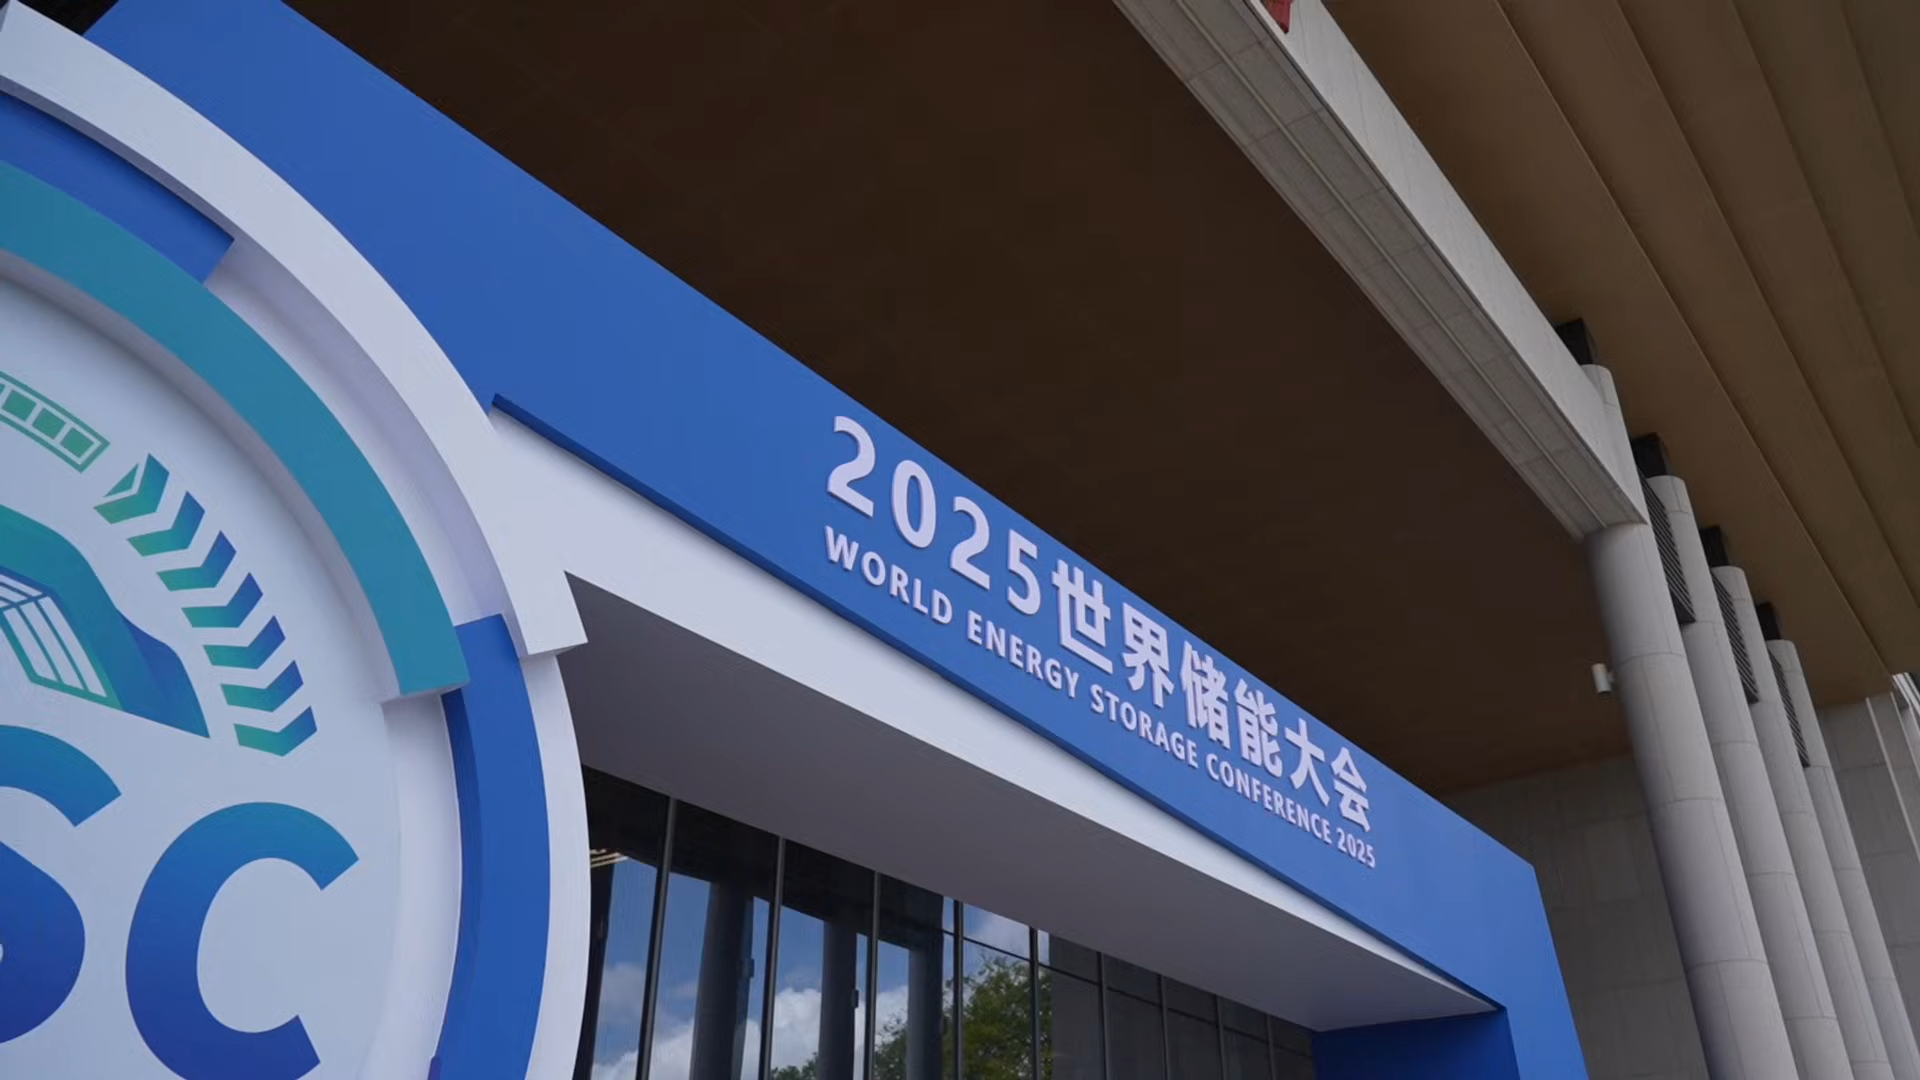 SC
2025世界储能大会
WORLD ENERGY STORAGE CONFERENCE 2025